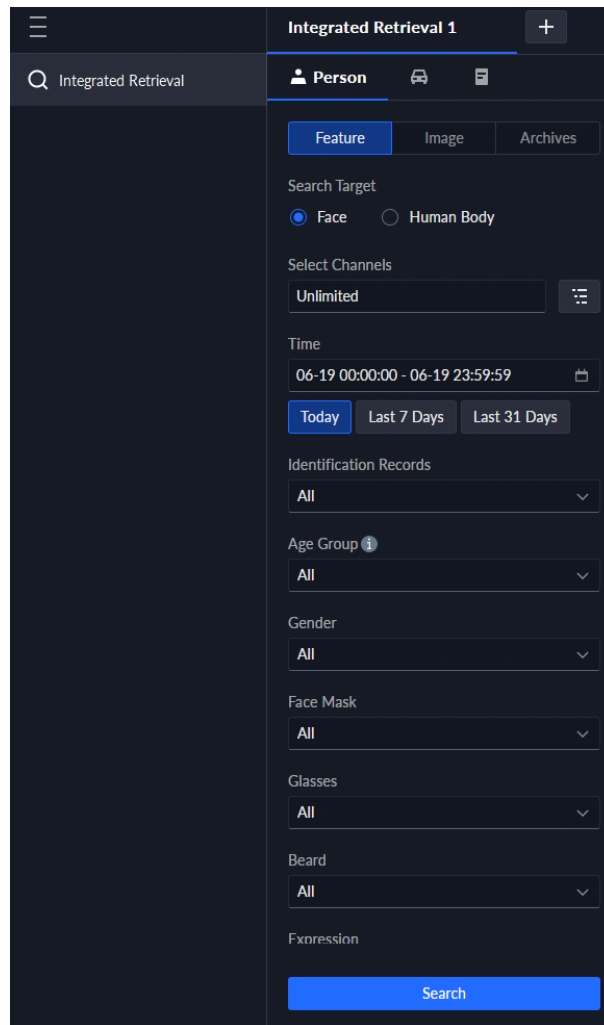 Integrated Retrieval 1
+
Integrated Retrieval
Person
Feature Image Archives
Search Target
Face Human Body
Select Channels
Unlimited
Time
06-19 00:00:00 - 06-19 23:59:59
Today Last 7 Days Last 31 Days
Identification Records
All
Age Group
All
Gender
All
Face Mask
All
Glasses
All
Beard
All
Expression
Search